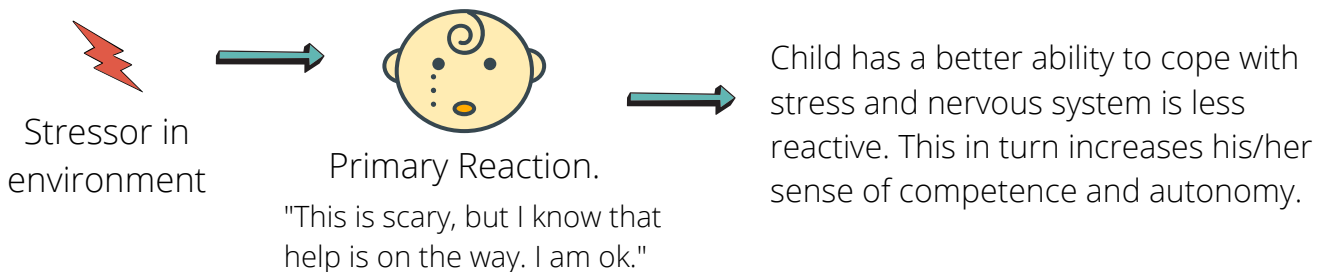 Stressor in
environment
Primary Reaction.
"This is scary, but I know that
help is on the way. I am ok."
Child has a better ability to cope with
stress and nervous system is less
reactive. This in turn increases his/her
sense of competence and autonomy.